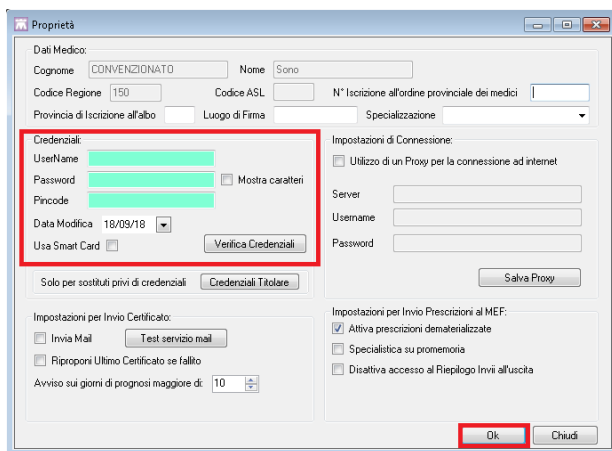 Proprietà
Dati Medico:
Cognome CONVENZIONATO Nome Sono
Codice Regione 150 Codice ASL N° Iscrizione all'ordine provinciale dei medici
Provincia di Iscrizione all'albo Luogo di Firma Specializzazione
Credenziali:
UserName
Password Mostra caratteri
Pincode
Data Modifica 18/09/18
Usa Smart Card Verifica Credenziali
Solo per sostituti privi di credenziali Credenziali Titolare
Impostazioni di Connessione:
Utilizzo di un Proxy per la connessione ad internet
Server
Username
Password
Salva Proxy
Impostazioni per Invio Certificato:
Invia Mail Test servizio mail
Riproponi Ultimo Certificato se fallito
Avviso sui giorni di prognosi maggiore di: 10
Impostazioni per Invio Prescrizioni al MEF:
Attiva prescrizioni dematerializzate
Specialistica su promemoria
Disattiva accesso al Riepilogo Invii all'uscita
Ok Chiudi